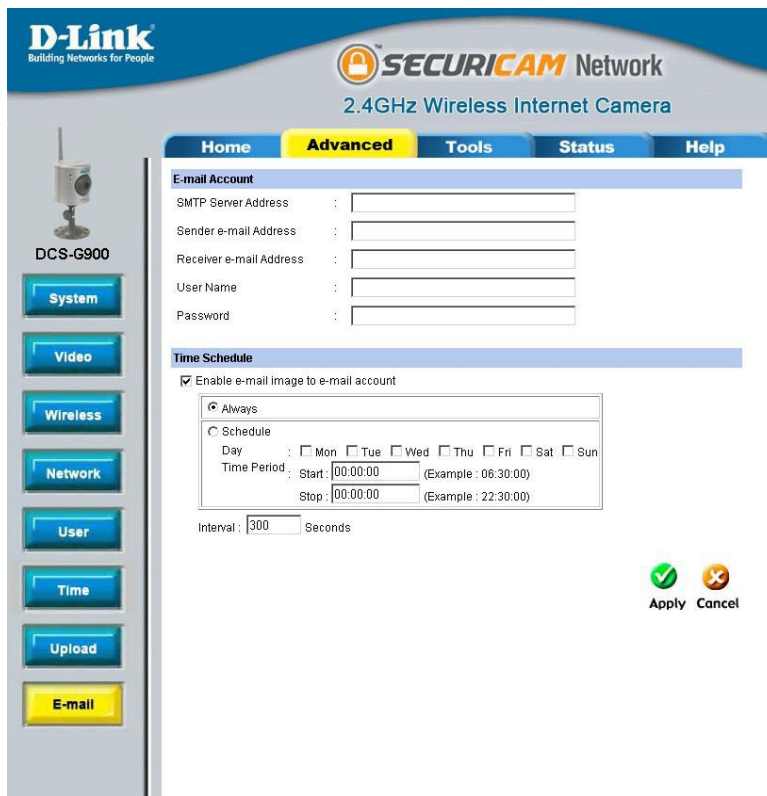 D-Link
Building Networks for People
SECURICAM Network
2.4GHz Wireless Internet Camera
Home Advanced Tools Status Help
DCS-G900
System
Video
Wireless
Network
User
Time
Upload
E-mail
E-mail Account
SMTP Server Address :
Sender e-mail Address :
Receiver e-mail Address :
User Name :
Password :
Time Schedule
Enable e-mail image to e-mail account
Always
Schedule
Day : Mon Tue Wed Thu Fri Sat Sun
Time Period : Start : 00:00:00 (Example : 06:30:00)
Stop : 00:00:00 (Example : 22:30:00)
Interval : 300 Seconds
Apply Cancel